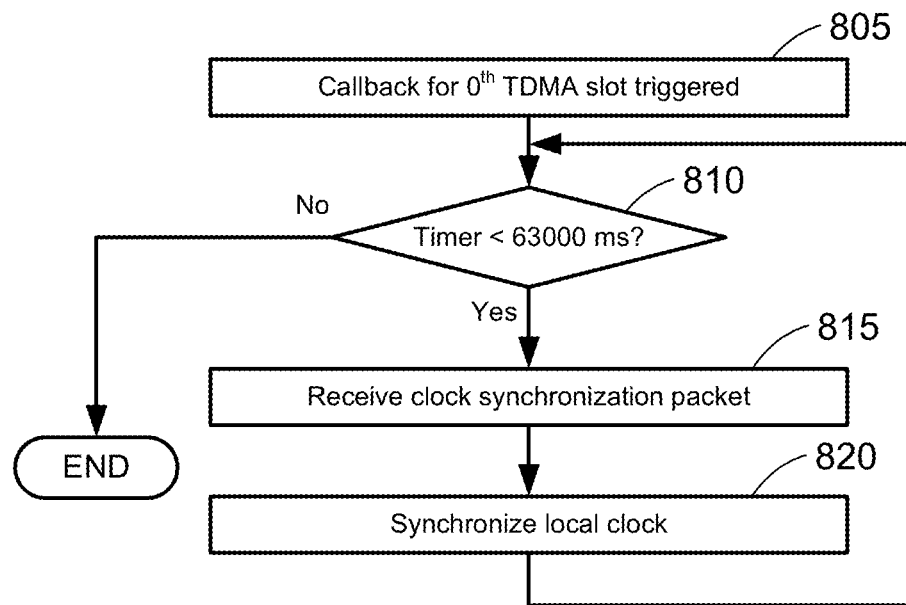 805
Callback for 0th TDMA slot triggered
810
No
Timer < 63000 ms?
Yes
815
Receive clock synchronization packet
END
820
Synchronize local clock